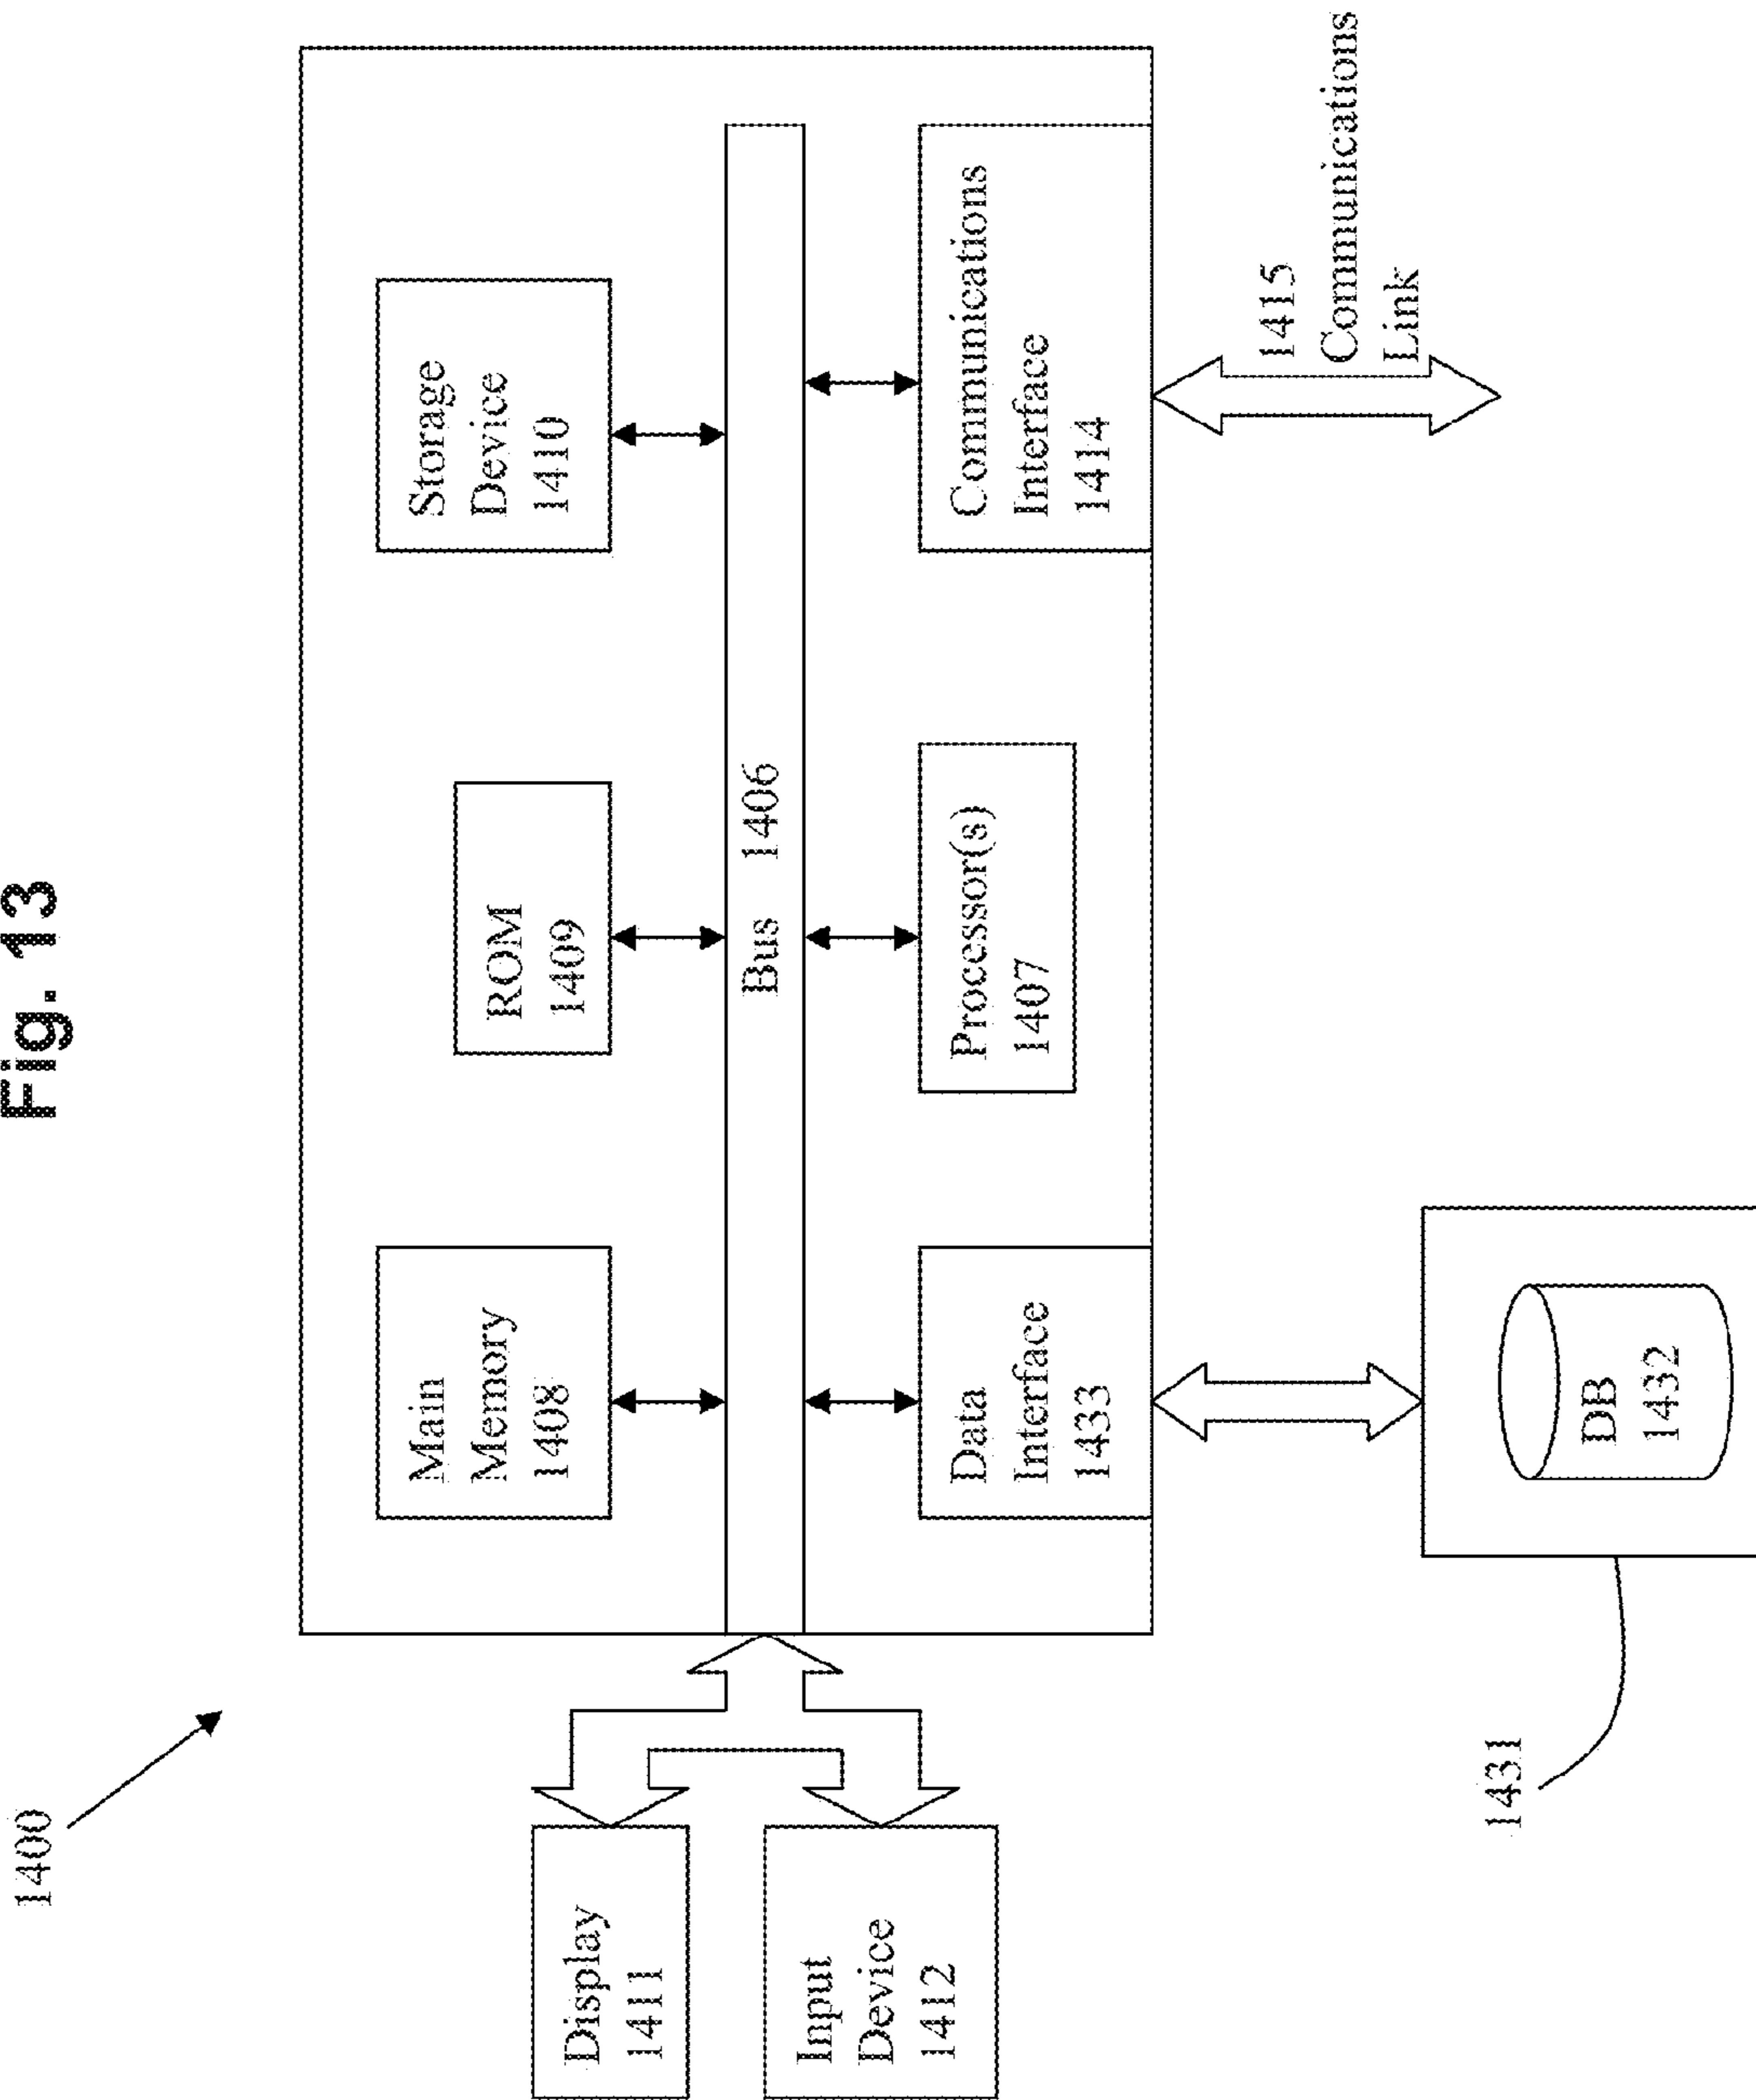 Fig. 13
1400
Main
Memory
1408
ROM
1409
Storage
Device
1410
Display
1411
Bus 1406
Input
Device
1412
Data
Interface
1433
Processor(s)
1407
Communications
Interface
1414
1415
Communications
Link
1431
DB
1432